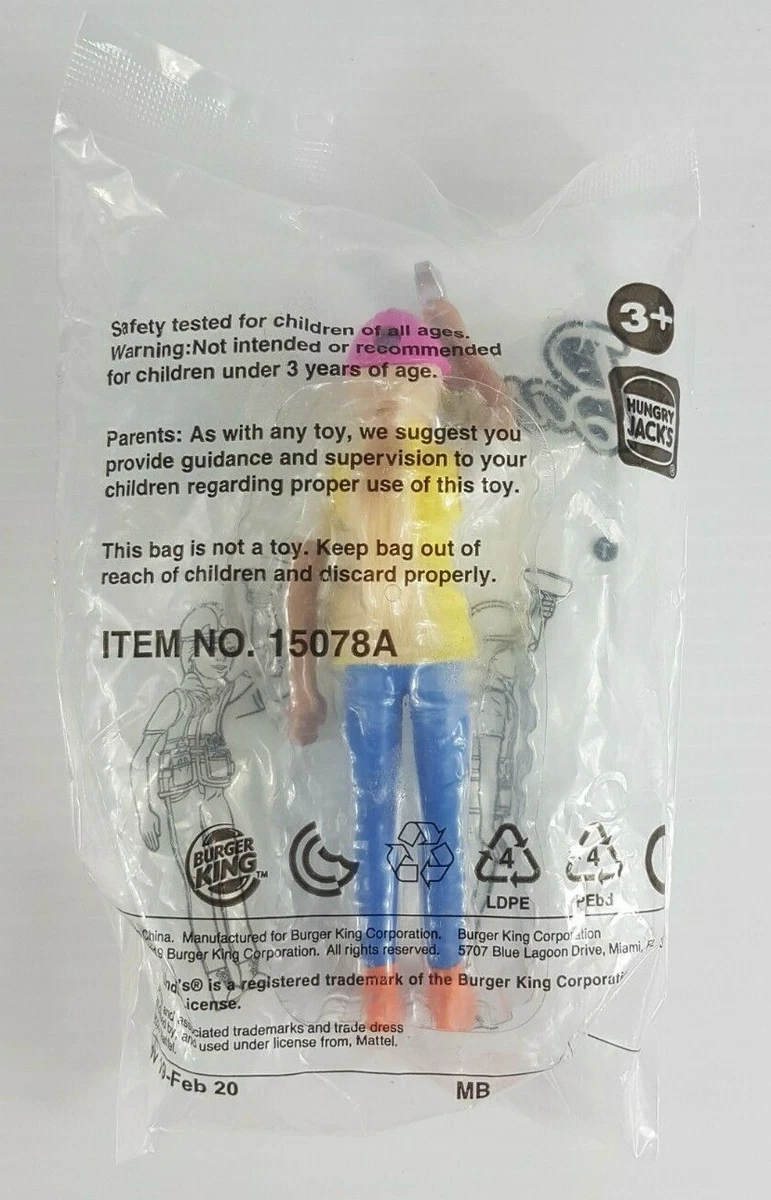 Safety tested for children of all ages.
Warning:Not intended or recommended
for children under 3 years of age.
3+
HUNGRY
JACK'S
®
Parents: As with any toy, we suggest you
provide guidance and supervision to your
children regarding proper use of this toy.
This bag is not a toy. Keep bag out of
reach of children and discard properly.
ITEM NO. 15078A
BURGER
KING™
4
LDPE
4
PEbd
China. Manufactured for Burger King Corporation.
Burger King Corporation. All rights reserved.
Burger King Corporation
5707 Blue Lagoon Drive, Miami,
is a registered trademark of the Burger King
trademarks and trade dress
used under license from, Mattel.
-Feb 20
MB